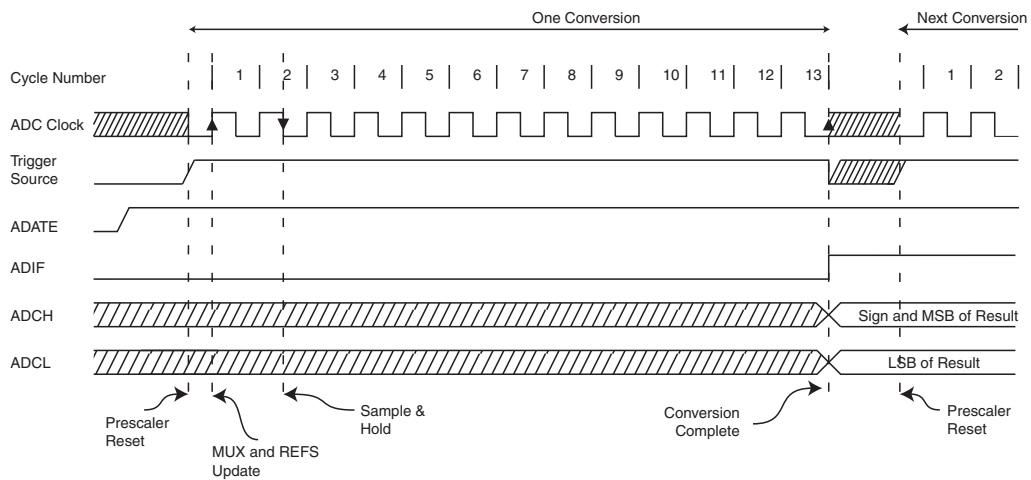 One Conversion
Next Conversion
Cycle Number
1 2 3 4 5 6 7 8 9 10 11 12 13 1 2
ADC Clock
Trigger
Source
ADATE
ADIF
ADCH
Sign and MSB of Result
ADCL
LSB of Result
Prescaler
Reset
MUX and REFS
Update
Sample &
Hold
Conversion
Complete
Prescaler
Reset